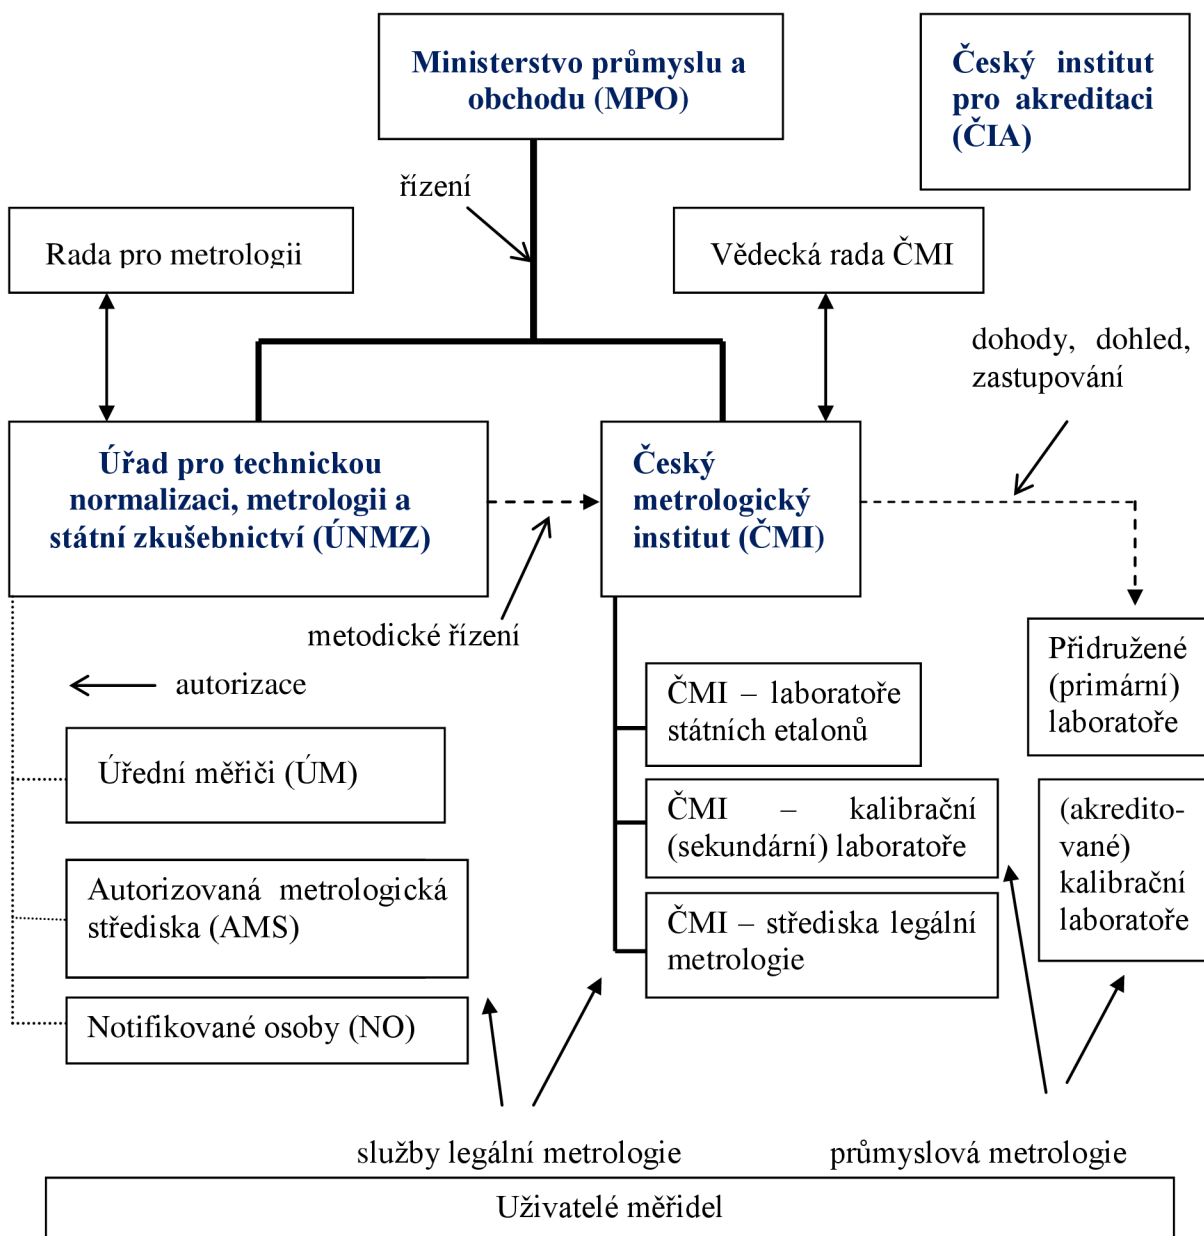 Ministerstvo průmyslu a
obchodu (MPO)
Český institut
pro akreditaci
(ČIA)
řízení
Rada pro metrologii
Vědecká rada ČMI
dohody, dohled,
zastupování
Úřad pro technickou
normalizaci, metrologii a
státní zkušebnictví (ÚNMZ)
Český
metrologický
institut (ČMI)
metodické řízení
autorizace
Přidružené
(primární)
laboratoře
ČMI – laboratoře
státních etalonů
Úřední měřiči (ÚM)
ČMI – kalibrační
(sekundární) laboratoře
(akredito-
vané)
kalibrační
laboratoře
Autorizovaná metrologická
střediska (AMS)
ČMI – střediska legální
metrologie
Notifikované osoby (NO)
služby legální metrologie
průmyslová metrologie
Uživatelé měřidel